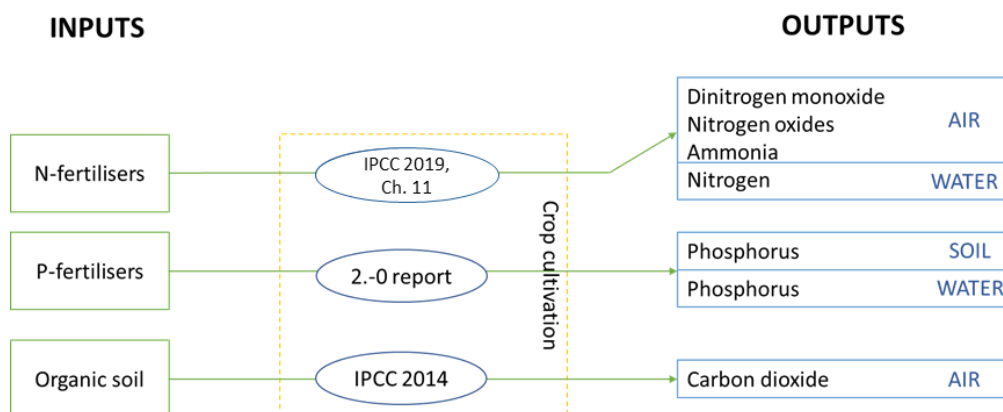 INPUTS
OUTPUTS
N-fertilisers
IPCC 2019,
Ch. 11
Dinitrogen monoxide
Nitrogen oxides
Ammonia
AIR
Nitrogen
WATER
Crop cultivation
P-fertilisers
2.-0 report
Phosphorus
SOIL
Phosphorus
WATER
Organic soil
IPCC 2014
Carbon dioxide
AIR